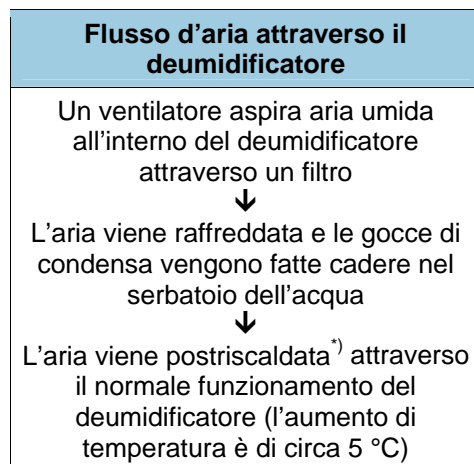 Flusso d'aria attraverso il
deumidificatore
Un ventilatore aspira aria umida
all'interno del deumidificatore
attraverso un filtro
↓
L'aria viene raffreddata e le gocce di
condensa vengono fatte cadere nel
serbatoio dell'acqua
↓
L'aria viene postriscaldata*) attraverso
il normale funzionamento del
deumidificatore (l'aumento di
temperatura è di circa 5 °C)